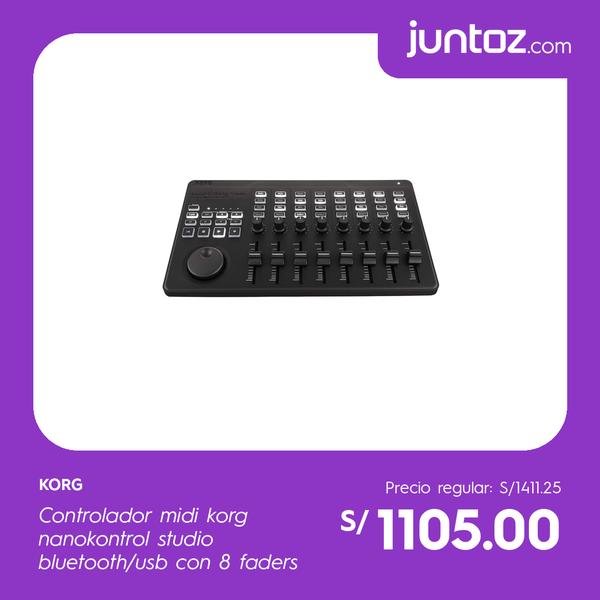 juntoz.com
KORG
KORG
Controlador midi korg
nanokontrol studio
bluetooth/usb con 8 faders
Precio regular: S/1411.25
S/ 1105.00